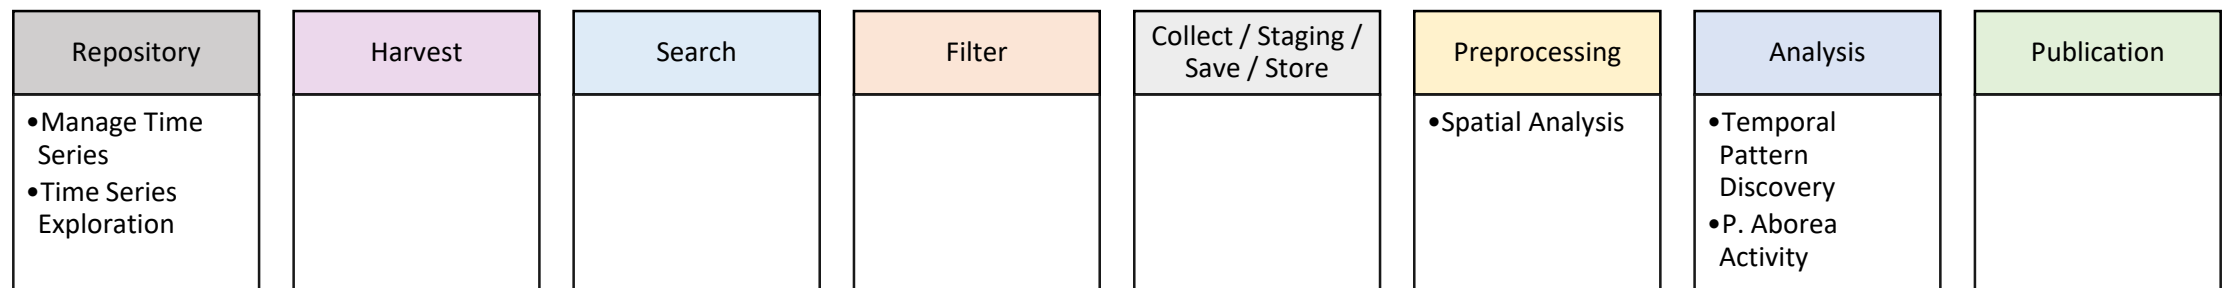 Repository
•Manage Time
Series
•Time Series
Exploration
Harvest
Search
Filter
Collect / Staging /
Save / Store
Preprocessing
•Spatial Analysis
Analysis
•Temporal
Pattern
Discovery
•P. Aborea
Activity
Publication